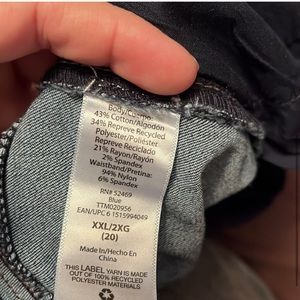 Body/Cuerpo:
43% Cotton/Algodón
34% Repreve Recycled
Polyester/Poliéster
Repreve Reciclado
21% Rayon/Rayón
2% Spandex
Waistband/Pretina:
94% Nylon
6% Spandex
RN# 52469
Blue
TTM020956
EAN/UPC 6 1515994049
XXL/2XG
(20)
Made In/Hecho En
China
THIS LABEL YARN IS MADE
OUT OF 100% RECYCLED
POLYESTER MATERIALS